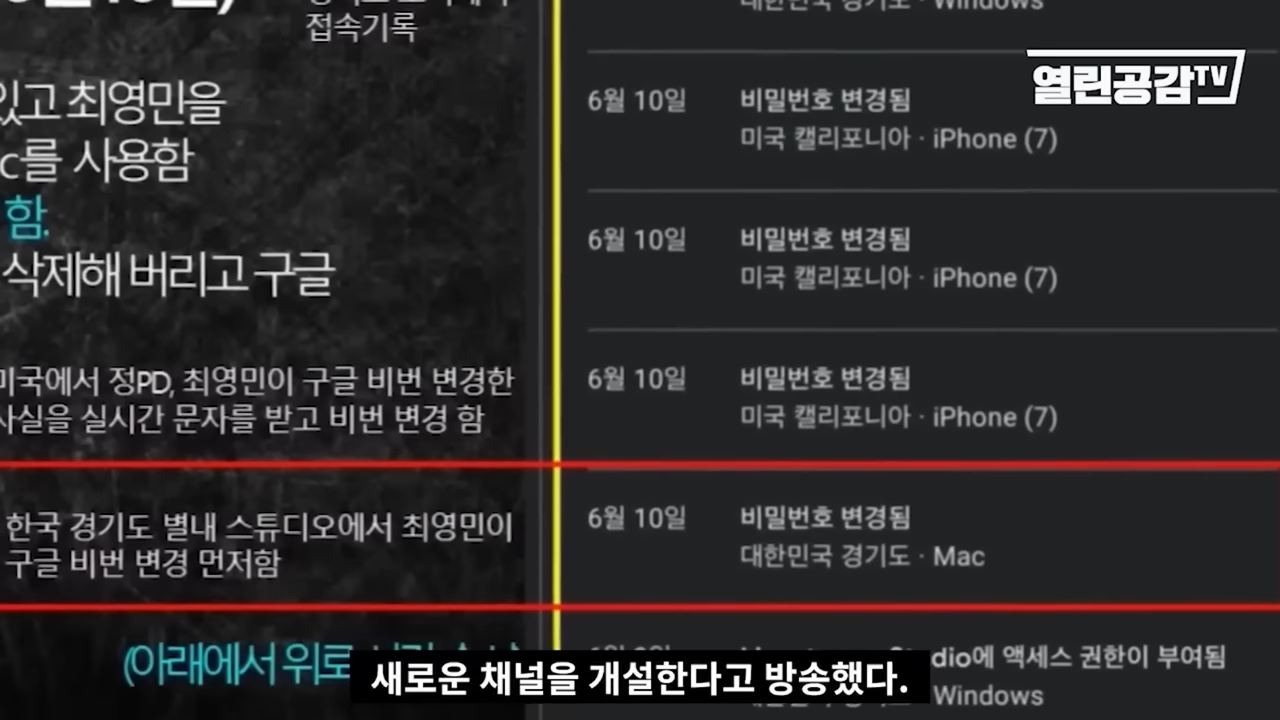 접속기록
있고 최영민을
c를 사용함
함.
삭제해 버리고 구글
미국에서 정PD, 최영민이 구글 비번 변경한
사실을 실시간 문자를 받고 비번 변경 함
한국 경기도 별내 스튜디오에서 최영민이
구글 비번 변경 먼저함
(아래에서 위로
대한민국 경기도 · Windows
열린공감TV
6월 10일 비밀번호 변경됨
미국 캘리포니아 · iPhone (7)
6월 10일 비밀번호 변경됨
미국 캘리포니아 · iPhone (7)
6월 10일 비밀번호 변경됨
미국 캘리포니아 · iPhone (7)
6월 10일 비밀번호 변경됨
대한민국 경기도 · Mac
dio에 액세스 권한이 부여됨
Windows
새로운 채널을 개설한다고 방송했다.